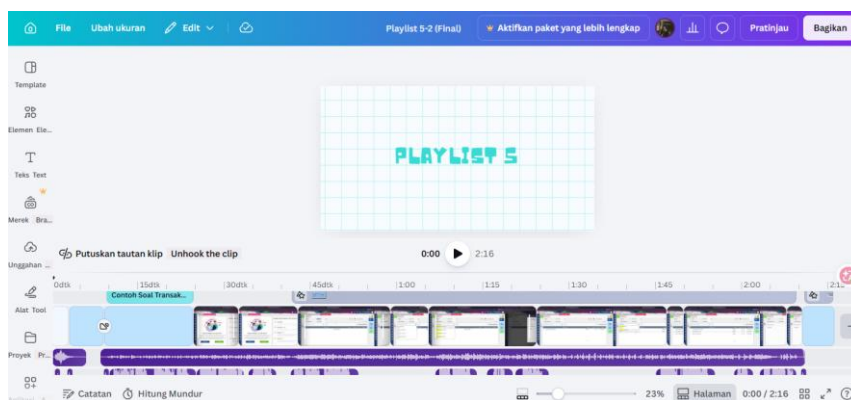 File Ubah ukuran Edit Playlist 5-2 (Final) Aktifkan paket yang lebih lengkap Pratinjau Bagikan
Template
Elemen Ele...
PLAYLIST 5
Teks Text
Merek Bra...
Unggahan ...
Putuskan tautan klip Unhook the clip 0:00 2:16
0dtk 15dtk 30dtk 45dtk 1:00 1:15 1:30 1:45 2:00
Contoh Soal Transak...
Alat Tool
Proyek Pr...
Catatan Hitung Mundur 23% Halaman 0:00 / 2:16